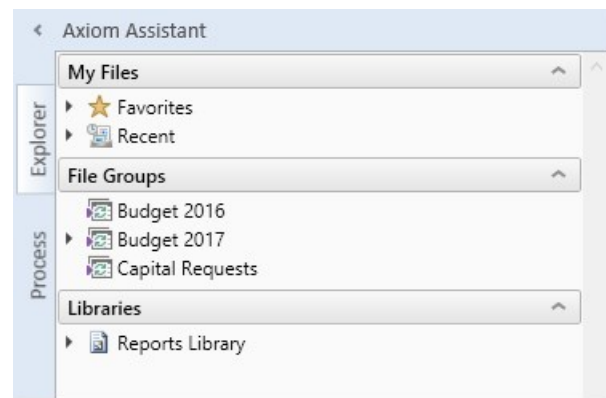 Axiom Assistant
My Files
Favorites
Recent
File Groups
Budget 2016
Budget 2017
Capital Requests
Libraries
Reports Library
Explorer
Process